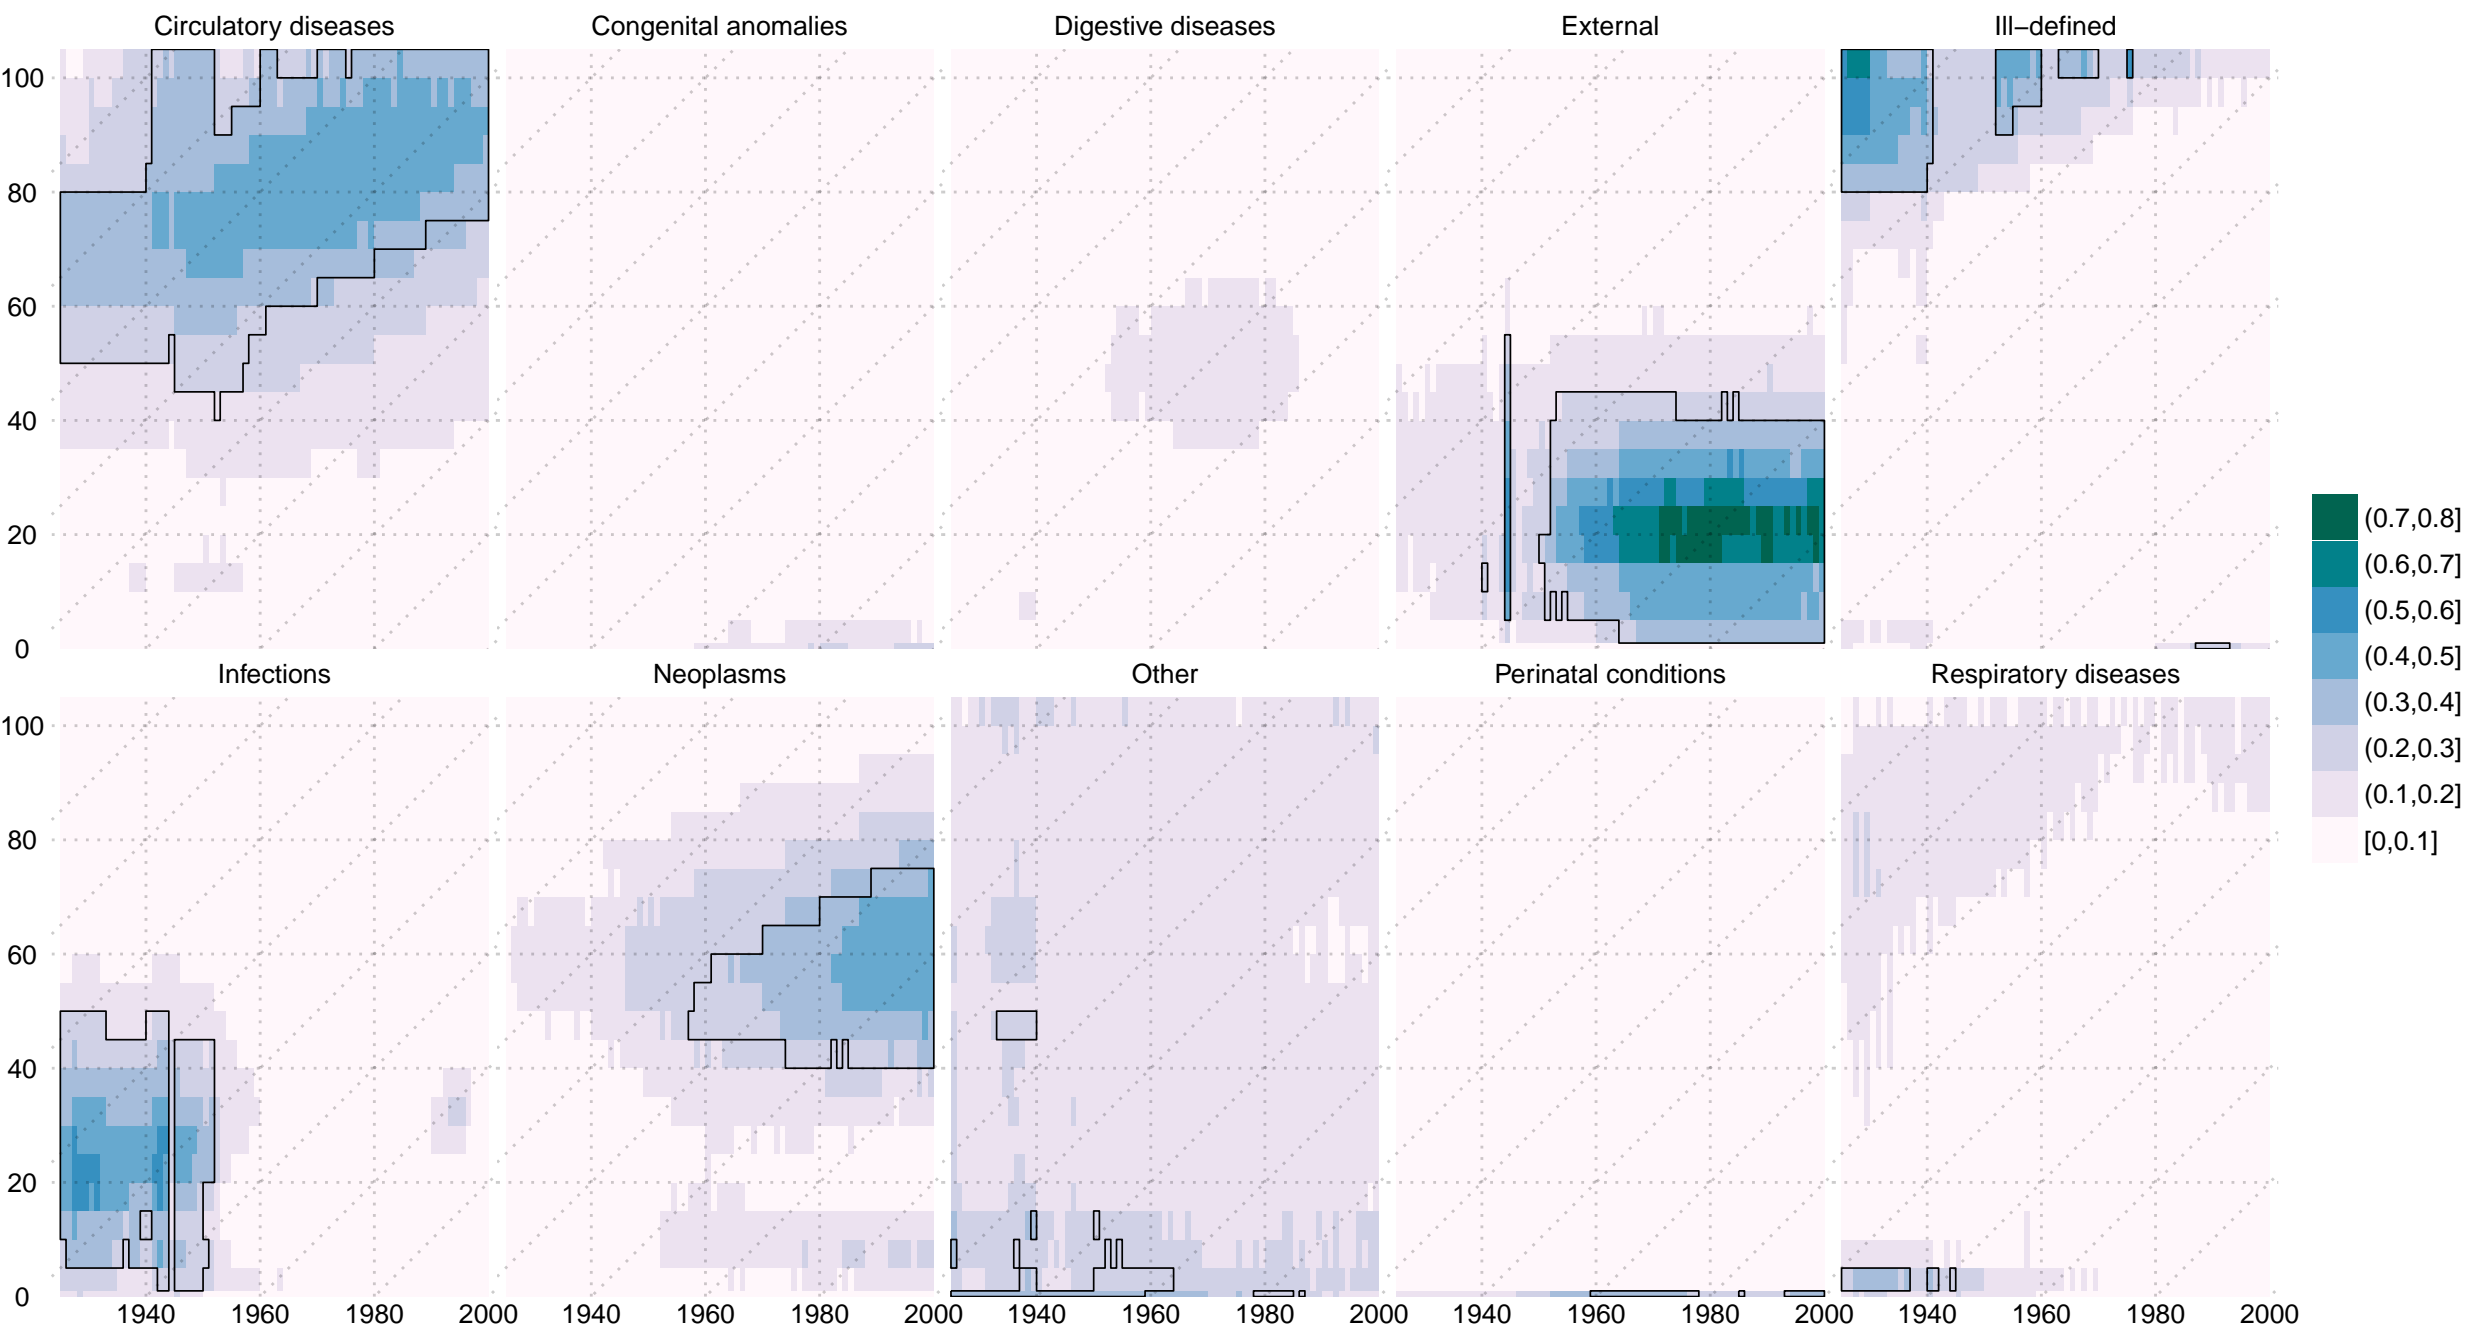 Circulatory diseases
Congenital anomalies
Digestive diseases
External
Ill−defined
100
80
60
40
20
0
Infections
Neoplasms
Other
Perinatal conditions
Respiratory diseases
100
80
60
40
20
0
1940 1960 1980 2000
1940 1960 1980 2000
1940 1960 1980 2000
1940 1960 1980 2000
1940 1960 1980 2000
(0.7,0.8]
(0.6,0.7]
(0.5,0.6]
(0.4,0.5]
(0.3,0.4]
(0.2,0.3]
(0.1,0.2]
[0,0.1]